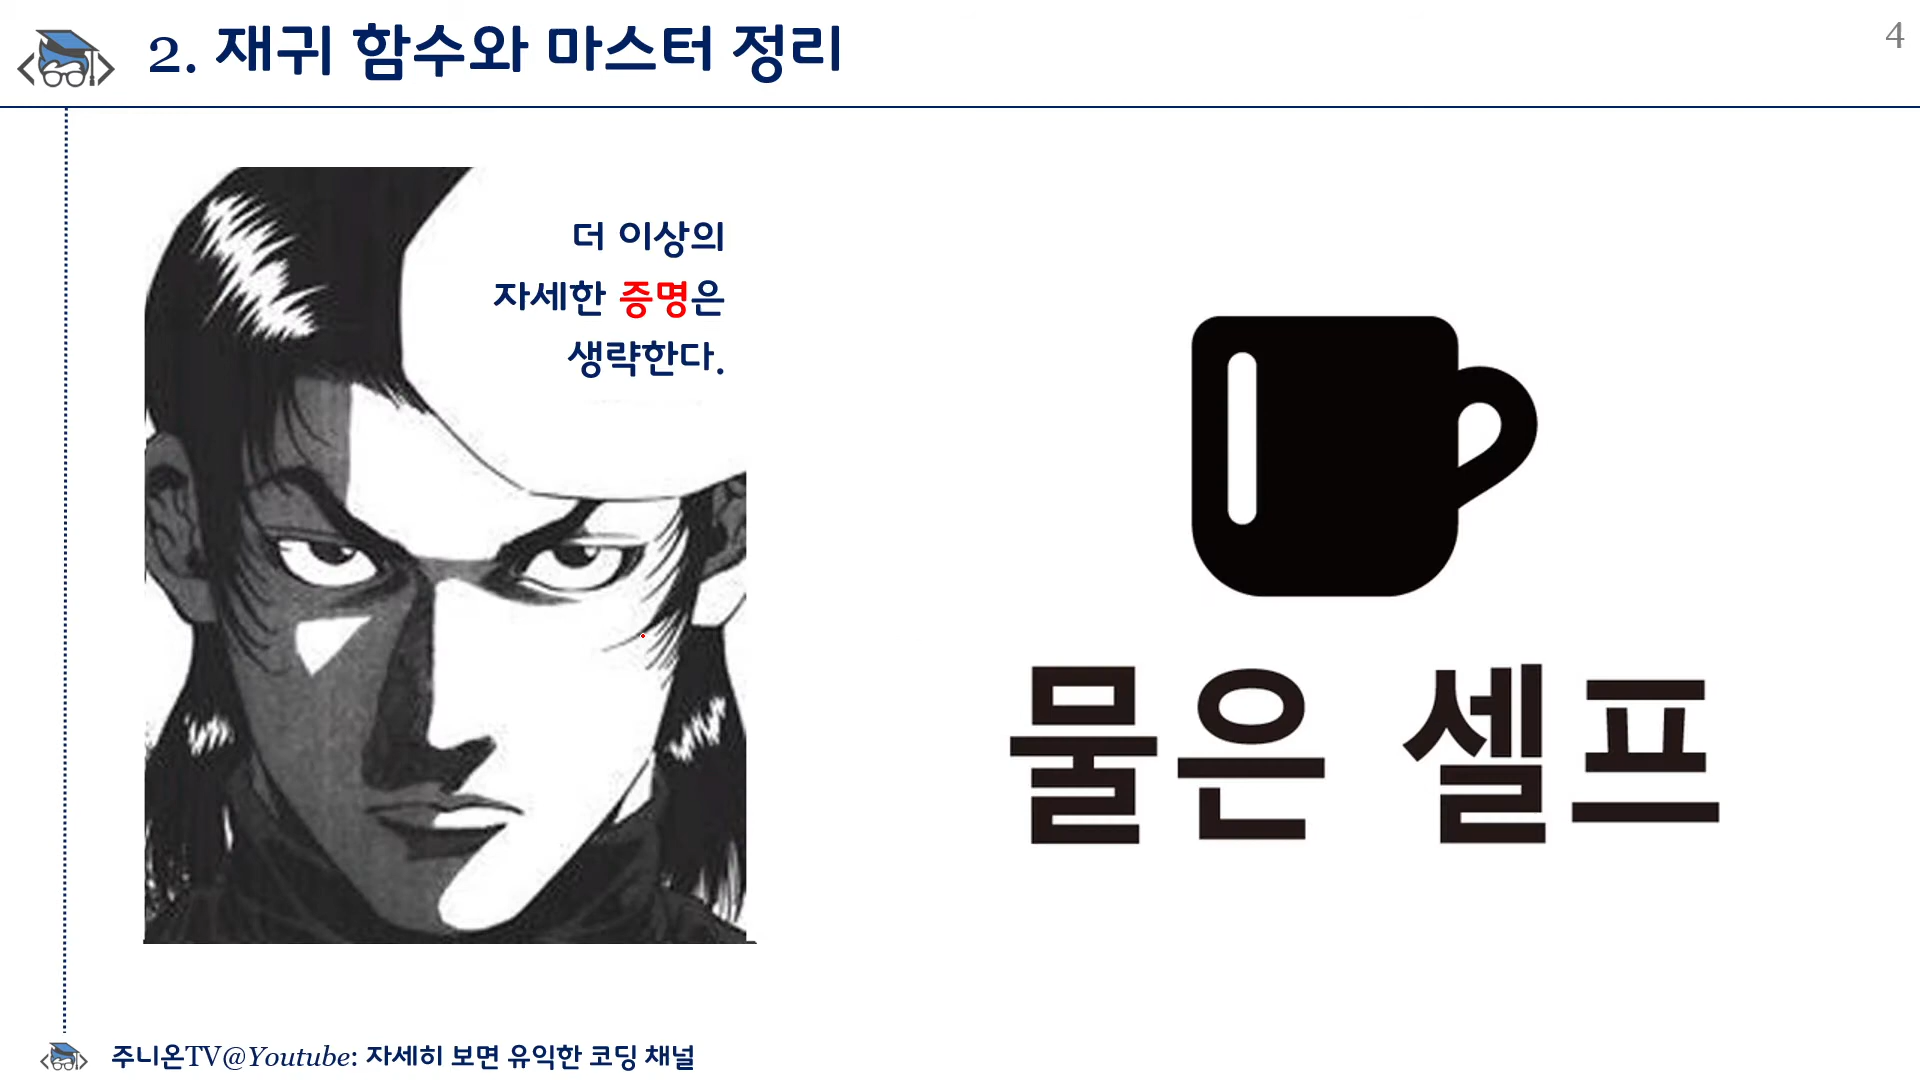 2. 재귀 함수와 마스터 정리
4
더 이상의
자세한 증명은
생략한다.
물은 셀프
주니온TV@Youtube: 자세히 보면 유익한 코딩 채널